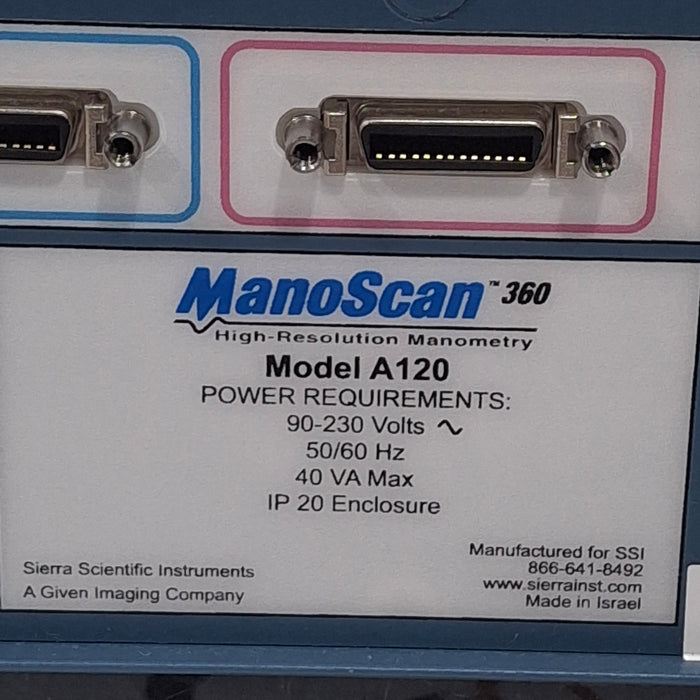 ManoScan™ 360
High-Resolution Manometry
Model A120
POWER REQUIREMENTS:
90-230 Volts ∿
50/60 Hz
40 VA Max
IP 20 Enclosure
Sierra Scientific Instruments
A Given Imaging Company
Manufactured for SSI
866-641-8492
www.sierrainst.com
Made in Israel